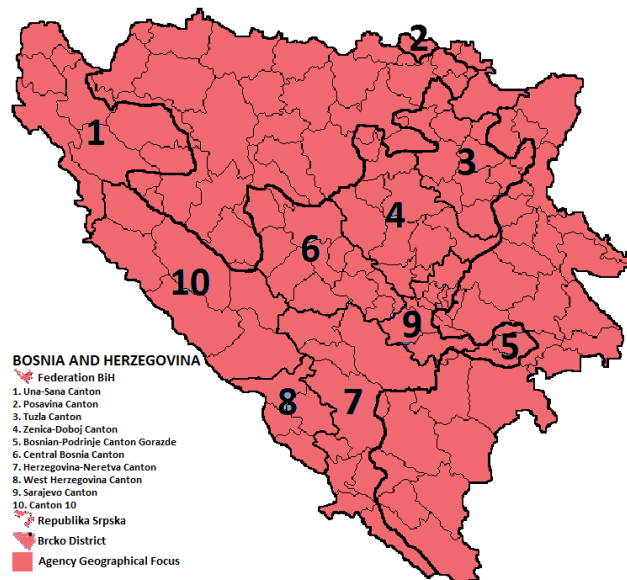 2
1
3
4
6
10
9
5
8
7
BOSNIA AND HERZEGOVINA
Federation BiH
1. Una-Sana Canton
2. Posavina Canton
3. Tuzla Canton
4. Zenica-Doboj Canton
5. Bosnian-Podrinje Canton Gorazde
6. Central Bosnia Canton
7. Herzegovina-Neretva Canton
8. West Herzegovina Canton
9. Sarajevo Canton
10. Canton 10
Republika Srpska
Brcko District
Agency Geographical Focus